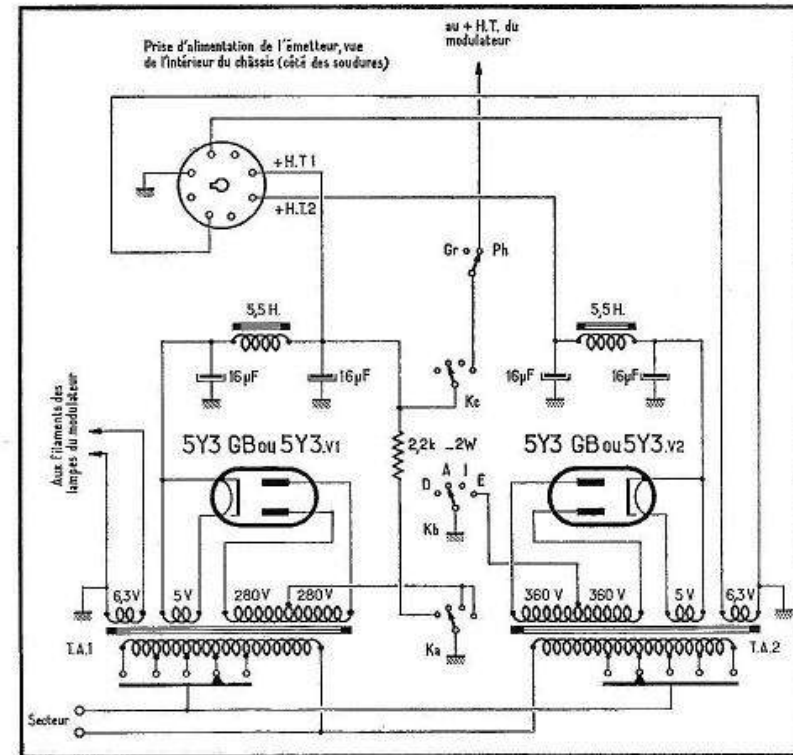 Prise d'alimentation de l'émetteur, vue
de l'intérieur du châssis (côté des soudures)
au + H.T. du
modulateur
+H.T.1
+H.T.2
Gr Ph
5,5 H.
5,5 H.
16µF
16µF
16µF
16µF
Kc
Aux filaments des
lampes du modulateur
5Y3 GB ou 5Y3.V1
2,2k _2W
5Y3 GB ou 5Y3.V2
D A I E
Kb
6,3V
5V
280V
280V
360 V
360 V
5V
6,3V
T.A.1
Ka
T.A.2
Secteur